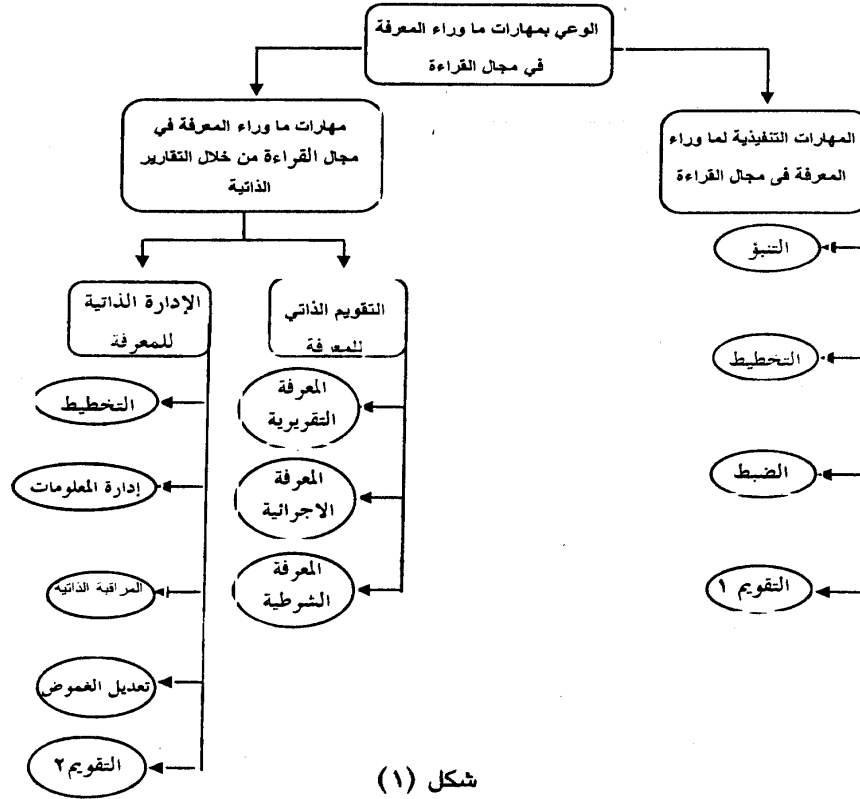 الوعي بمهارات ما وراء المعرفة
في مجال القراءة
المهارات التنفيذية لما وراء
المعرفة فى مجال القراءة
التنبؤ
التخطيط
الضبط
التقويم ١
مهارات ما وراء المعرفة في
مجال القراءة من خلال التقارير
الذاتية
التقويم الذاتي
للمعرفة
المعرفة
التقريرية
المعرفة
الاجرائية
المعرفة
الشرطية
الإدارة الذاتية
للمعرفة
التخطيط
إدارة المعلومات
المراقبة الذاتية
تعديل الغموض
التقويم٢
شكل (١)